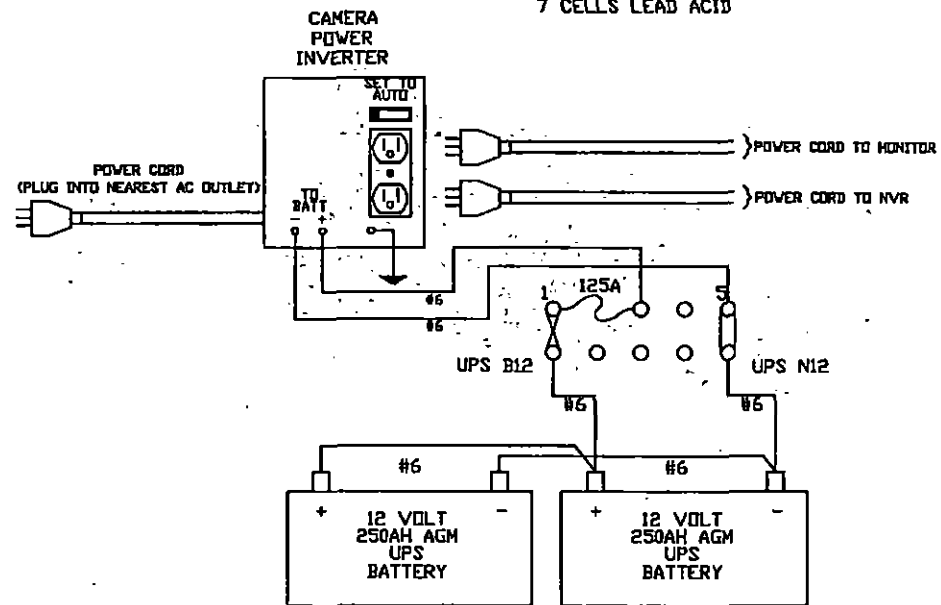 7 CELLS LEAD ACID
CAMERA
POWER
INVERTER
SET TO
AUTO
POWER CORD TO MONITOR
POWER CORD
(PLUG INTO NEAREST AC OUTLET)
TO
BATT
- +
POWER CORD TO NVR
#6
#6
1
125A
5
UPS B12
UPS N12
#6
#6
#6
#6
+ -
12 VOLT
250AH AGM
UPS
BATTERY
+ -
12 VOLT
250AH AGM
UPS
BATTERY